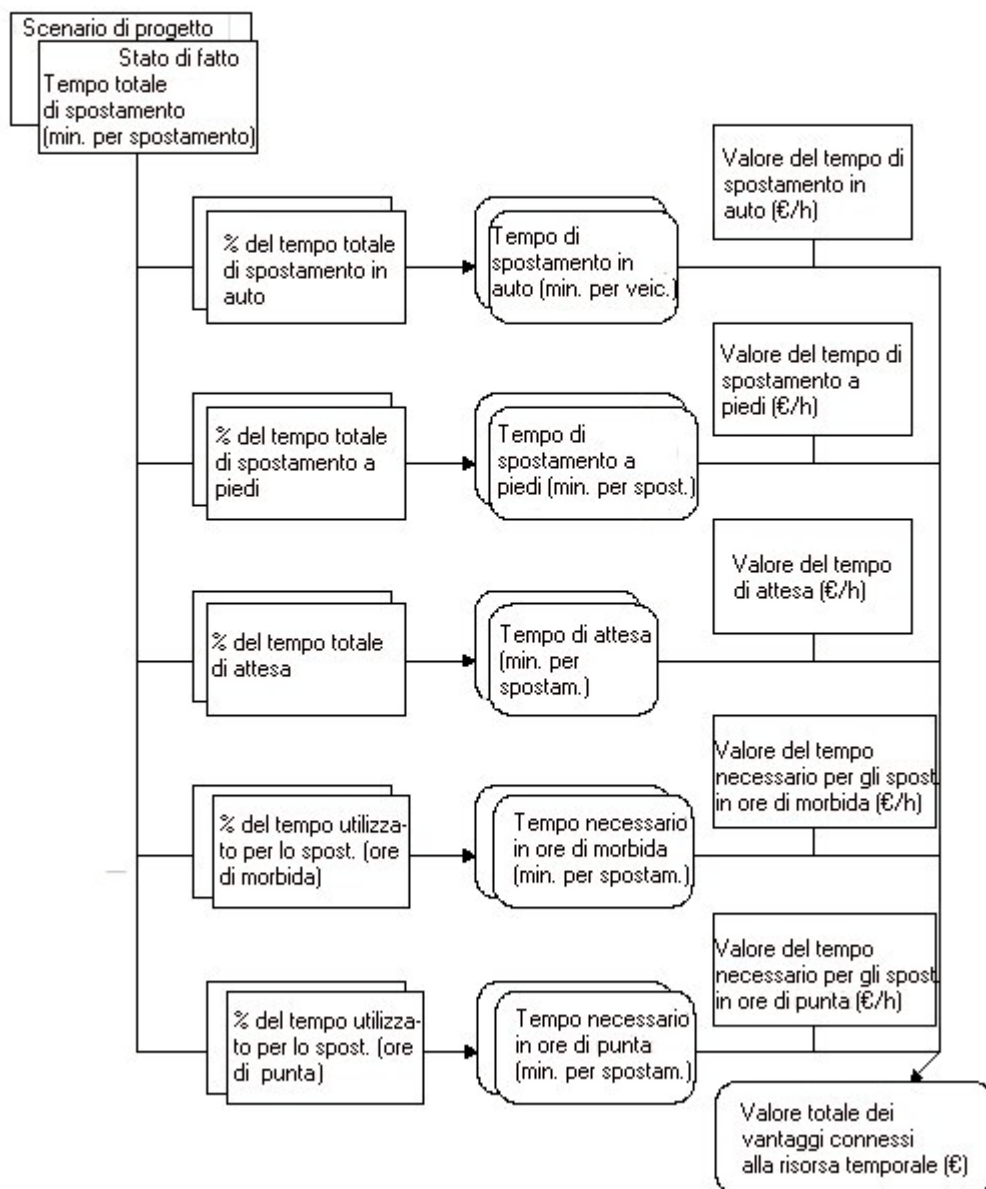 Scenario di progetto
Stato di fatto
Tempo totale
di spostamento
(min. per spostamento)
Valore del tempo di
spostamento in
auto (€/h)
% del tempo totale
di spostamento in
auto
Tempo di
spostamento in
auto (min. per veic.)
Valore del tempo di
spostamento a
piedi (€/h)
% del tempo totale
di spostamento a
piedi
Tempo di
spostamento a
piedi (min. per spost.)
Valore del tempo
di attesa (€/h)
% del tempo totale
di attesa
Tempo di attesa
(min. per
spostam.)
Valore del tempo
necessario per gli spost.
in ore di morbida (€/h)
% del tempo utilizza-
to per lo spost. (ore
di morbida)
Tempo necessario
in ore di morbida
(min. per spostam.)
Valore del tempo
necessario per gli spost.
in ore di punta (€/h)
% del tempo utilizza-
to per lo spost. (ore
di punta)
Tempo necessario
in ore di punta
(min. per spostam.)
Valore totale dei
vantaggi connessi
alla risorsa temporale (€)